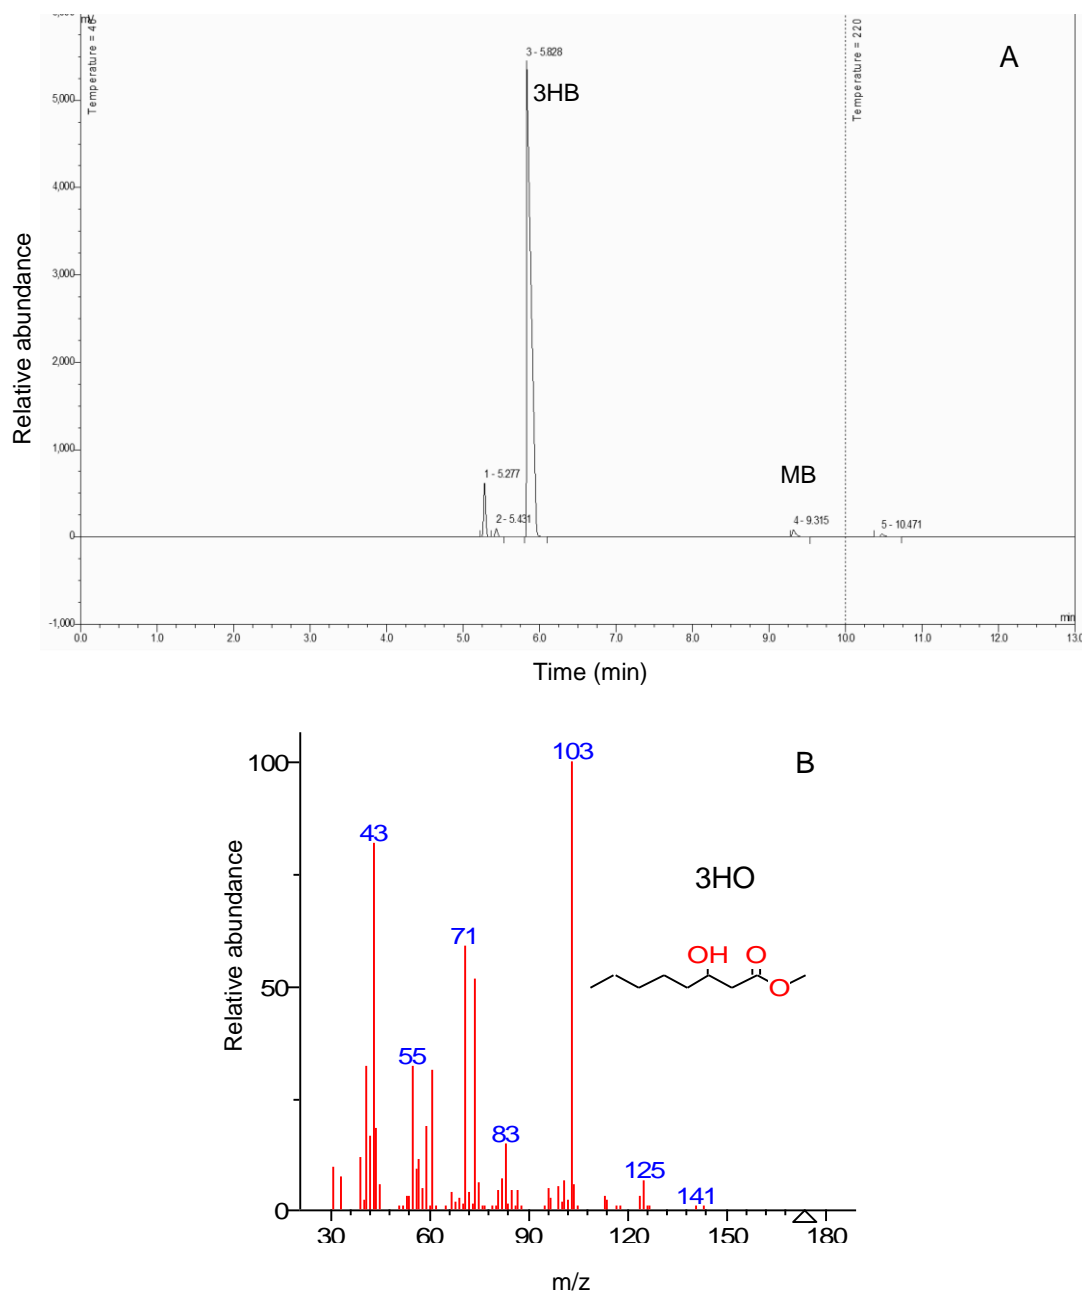 mV
A
Temperature = 220
3 - 5.828
3HB
5,000
4,000
3,000
2,000
1,000
0
-1,000
Relative abundance
1 - 5.277
2 - 5.431
MB
4 - 9.315
5 - 10.471
min
0.0 1.0 2.0 3.0 4.0 5.0 6.0 7.0 8.0 9.0 10.0 11.0 12.0 13.0
Time (min)
B
100
50
0
Relative abundance
103
43
71
55
83
125
141
3HO
OH O
O
30 60 90 120 150 180
m/z